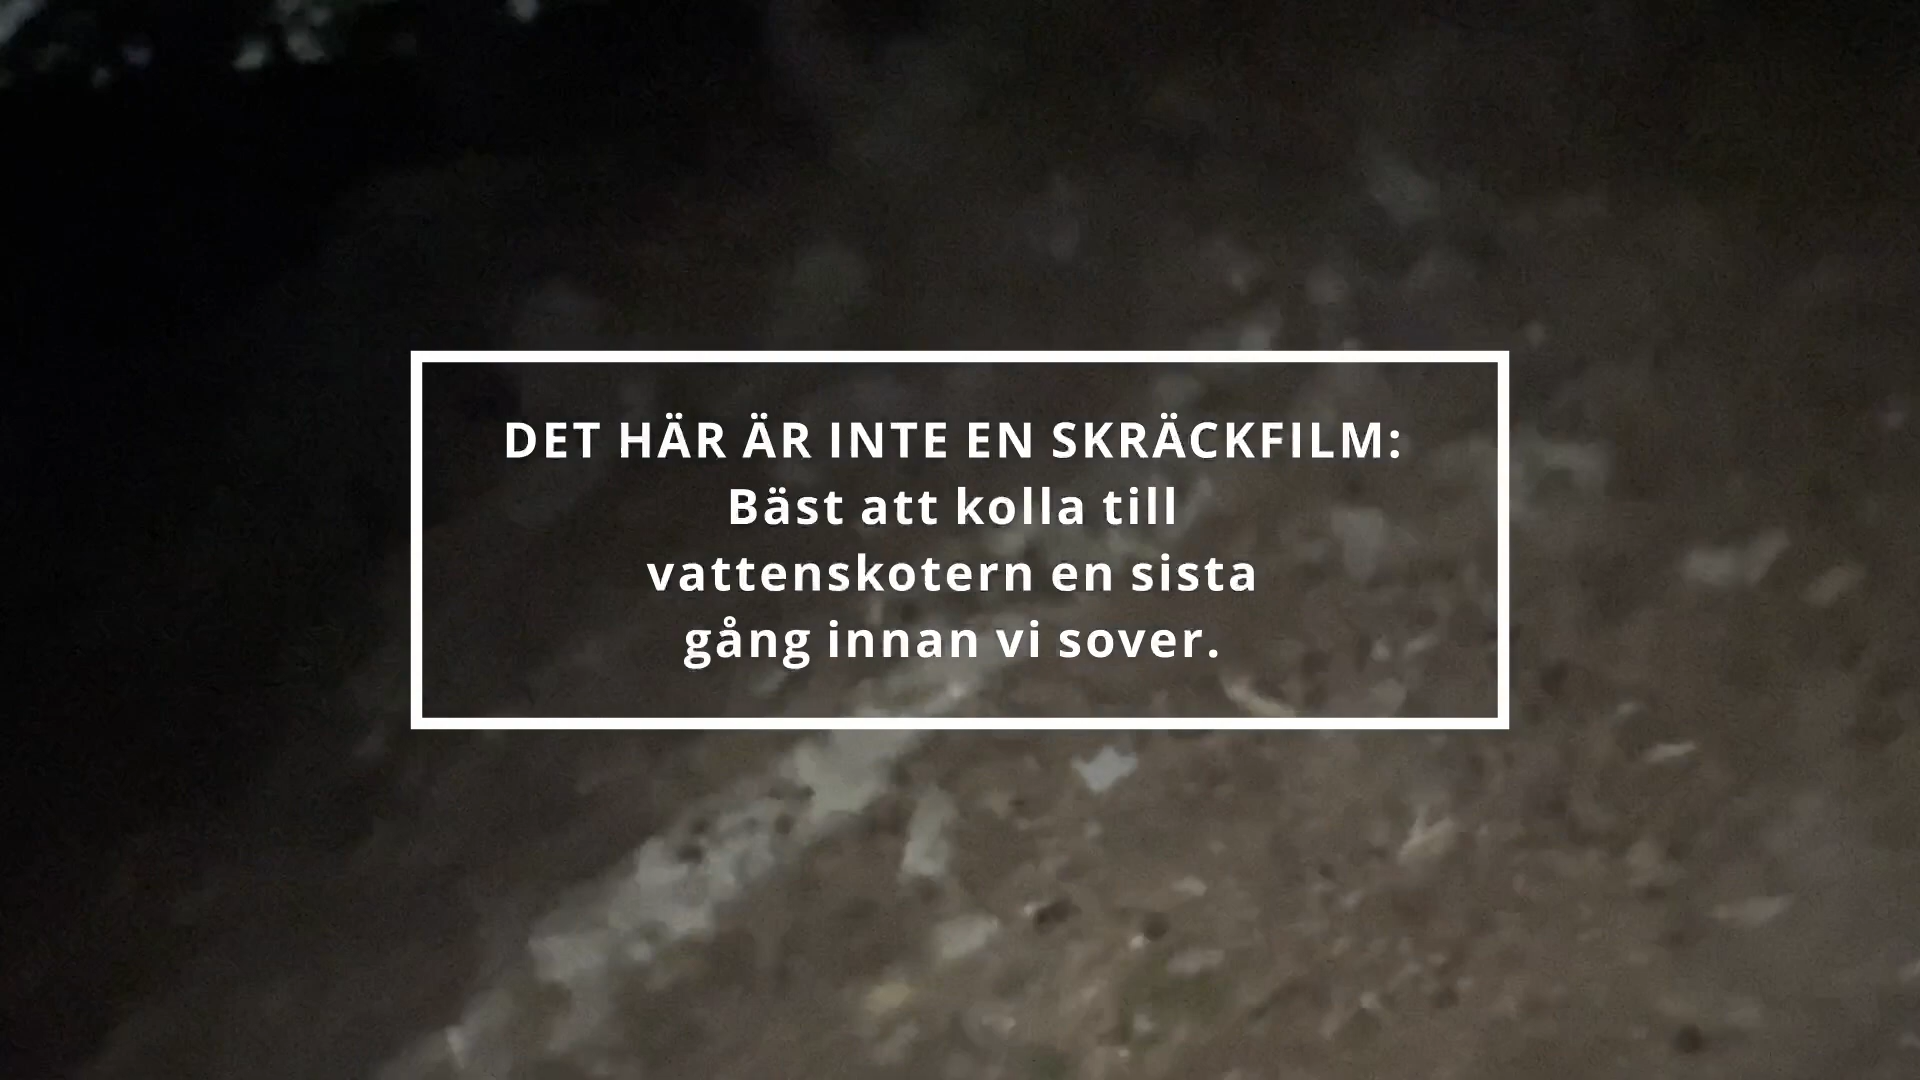 DET HÄR ÄR INTE EN SKRÄCKFILM:
Bäst att kolla till
vattenskotern en sista
gång innan vi sover.